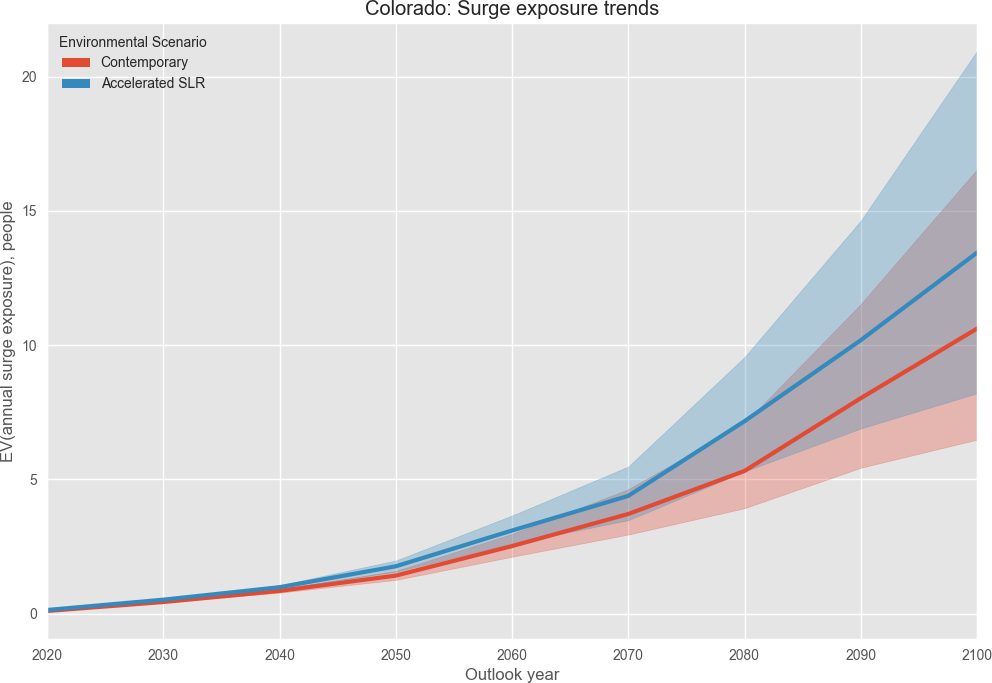 Colorado: Surge exposure trends
Environmental Scenario
Contemporary
Accelerated SLR
EV(annual surge exposure), people
20
15
10
5
0
2020 2030 2040 2050 2060 2070 2080 2090 2100
Outlook year